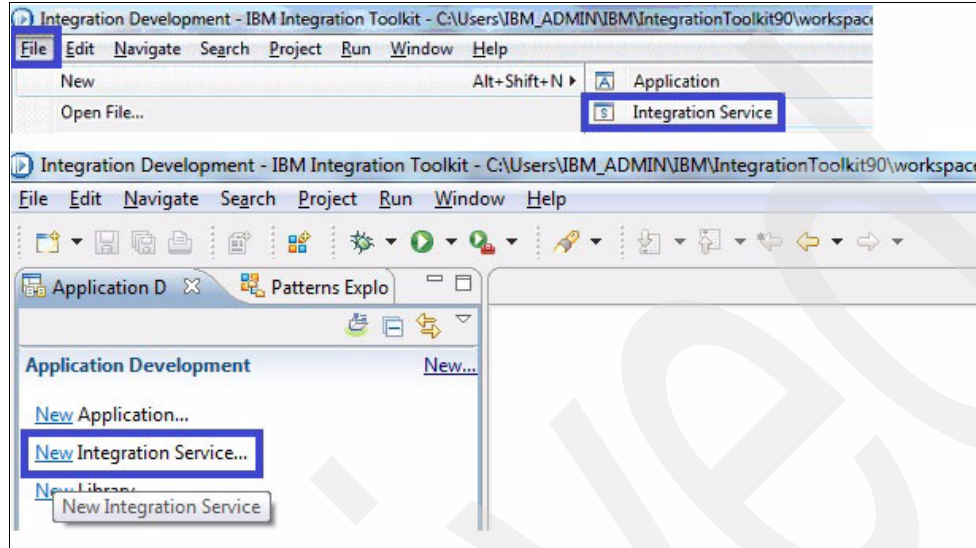 Integration Development - IBM Integration Toolkit - C:\Users\IBM_ADMIN\IBM\IntegrationToolkit90\workspace
File Edit Navigate Search Project Run Window Help
New Alt+Shift+N Application
Open File... Integration Service
Integration Development - IBM Integration Toolkit - C:\Users\IBM_ADMIN\IBM\IntegrationToolkit90\workspace
File Edit Navigate Search Project Run Window Help
Application D Patterns Explo
Application Development New...
New Application...
New Integration Service...
New Library
New Integration Service